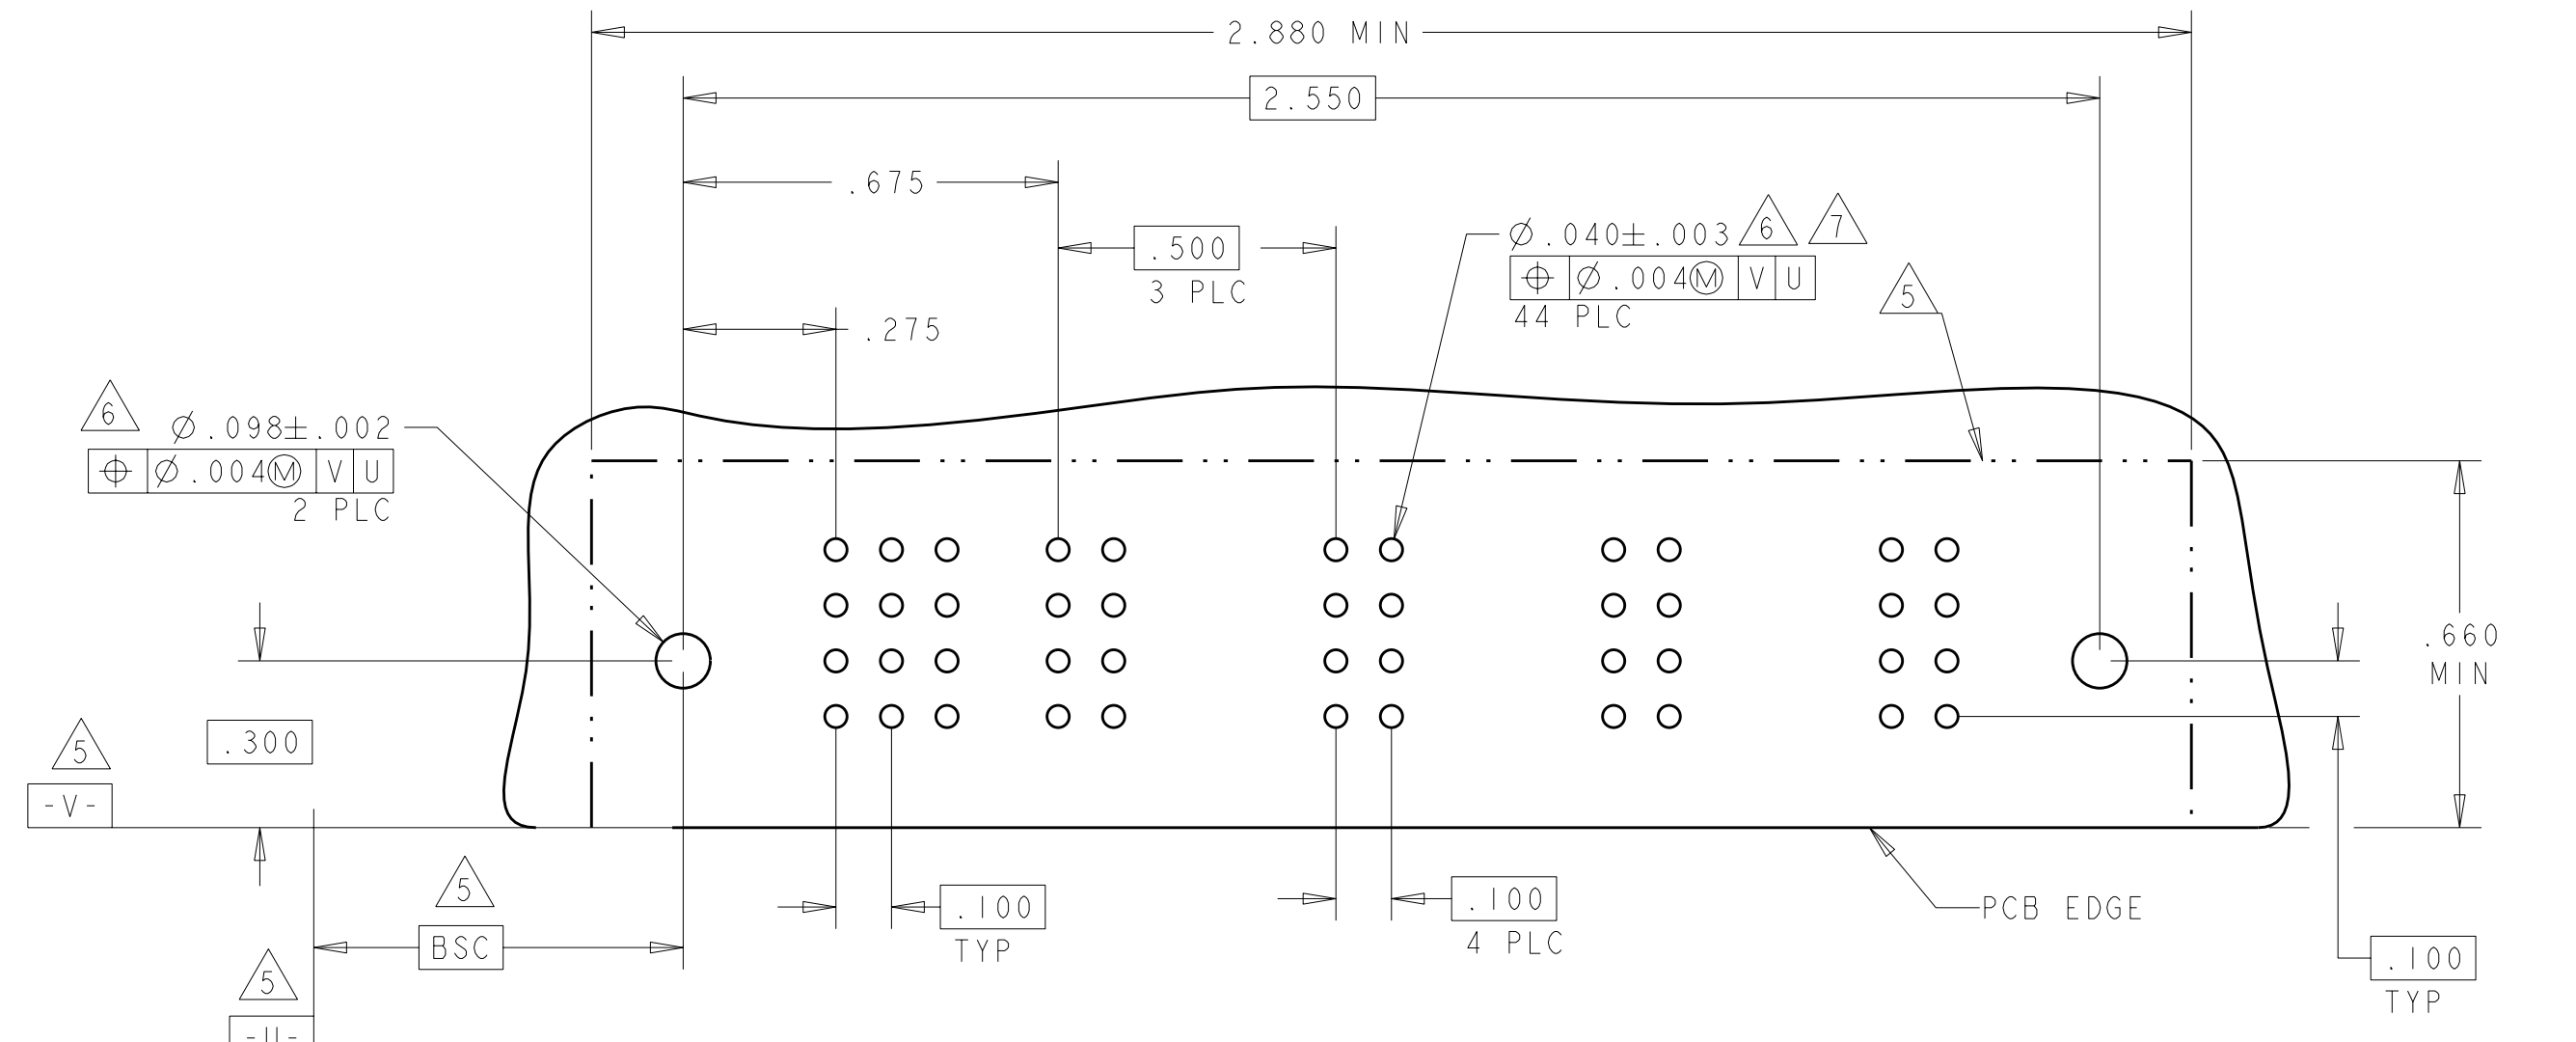 2.880 MIN
2.550
.675
.500
3 PLC
.275
Ø.040±.003 6 7
⌖ Ø.004Ⓜ V U
44 PLC
5
6
Ø.098±.002
⌖ Ø.004Ⓜ V U
2 PLC
.660
MIN
.300
5
-V-
5
BSC
5
-U-
.100
TYP
.100
4 PLC
PCB EDGE
.100
TYP